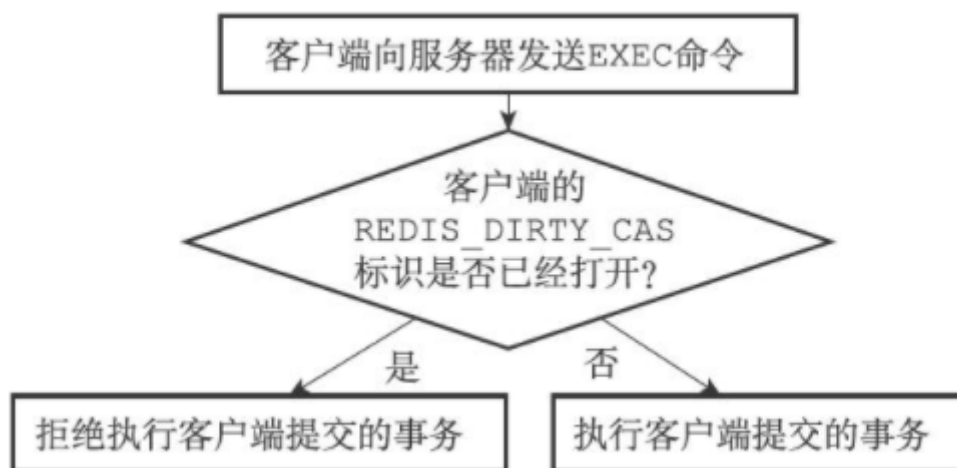 客户端向服务器发送EXEC命令
客户端的
REDIS_DIRTY_CAS
标识是否已经打开?
是
否
拒绝执行客户端提交的事务
执行客户端提交的事务